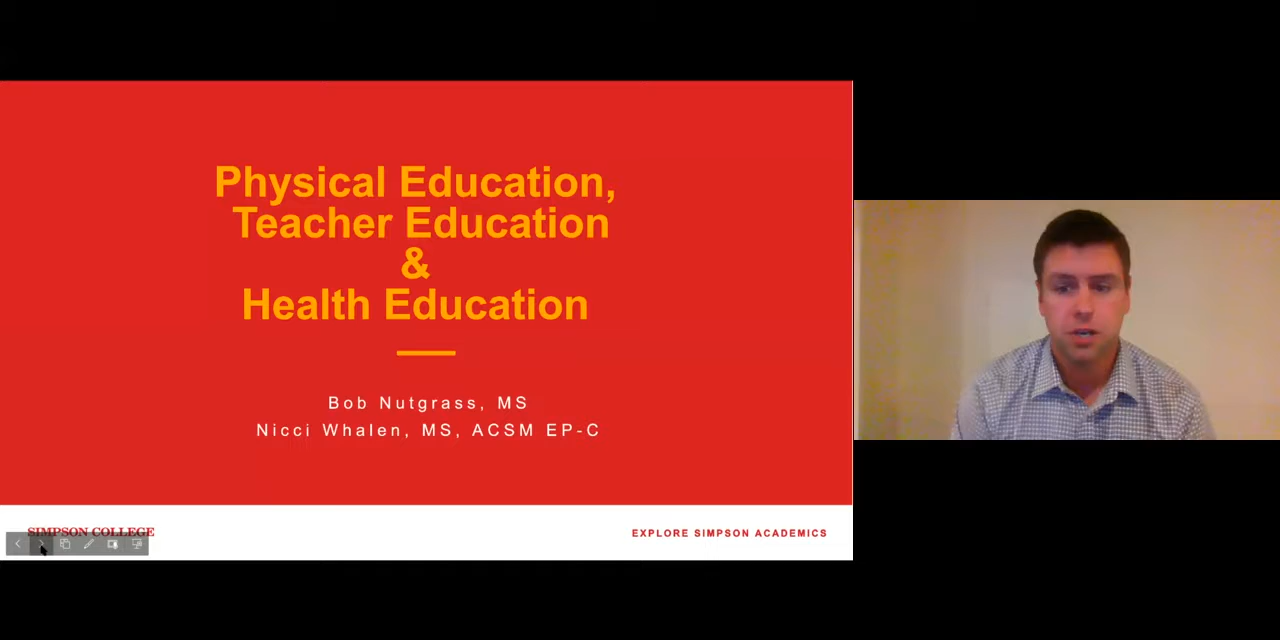 Physical Education,
Teacher Education
&
Health Education
Bob Nutgrass, MS
Nicci Whalen, MS, ACSM EP-C
SIMPSON COLLEGE
EXPLORE SIMPSON ACADEMICS